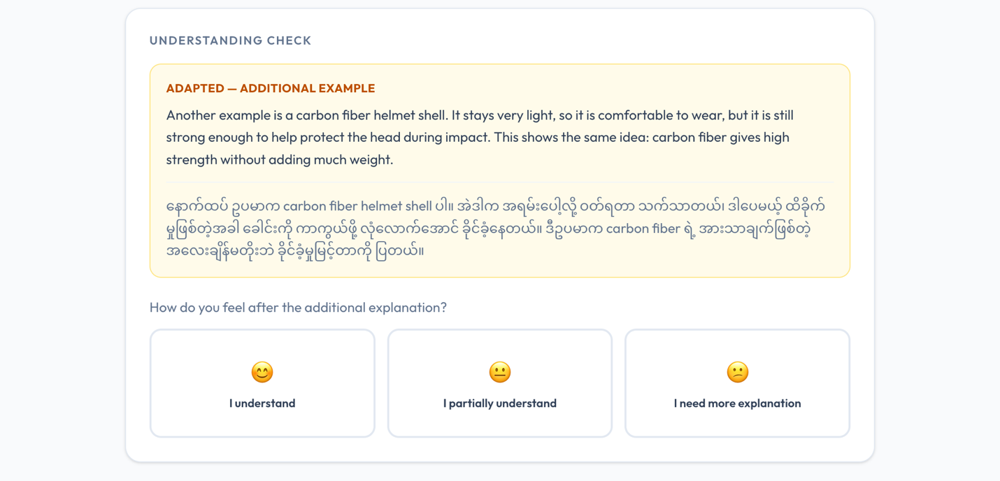 UNDERSTANDING CHECK
ADAPTED — ADDITIONAL EXAMPLE
Another example is a carbon fiber helmet shell. It stays very light, so it is comfortable to wear, but it is still
strong enough to help protect the head during impact. This shows the same idea: carbon fiber gives high
strength without adding much weight.
နောက်ထပ် ဥပမာက carbon fiber helmet shell ပါ။ အဲဒါက အရမ်းပေါ့လို့ ဝတ်ရတာ သက်သာတယ်၊ ဒါပေမယ့် ထိခိုက်
မှုဖြစ်တဲ့အခါ ခေါင်းကို ကာကွယ်ဖို့ လုံလောက်အောင် ခိုင်ခံ့နေတယ်။ ဒီဥပမာက carbon fiber ရဲ့ အားသာချက်ဖြစ်တဲ့
အလေးချိန်မတိုးဘဲ ခိုင်ခံ့မှုမြင့်တာကို ပြတယ်။
How do you feel after the additional explanation?
😊 😐 😕
I understand I partially understand I need more explanation